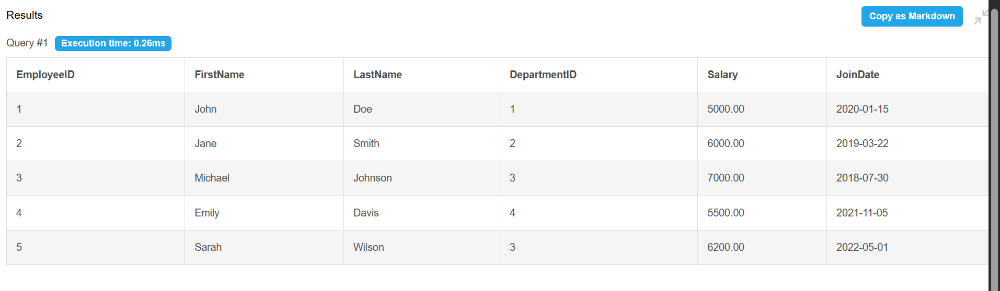 Results
Copy as Markdown
Query #1 Execution time: 0.26ms
EmployeeID FirstName LastName DepartmentID Salary JoinDate
1 John Doe 1 5000.00 2020-01-15
2 Jane Smith 2 6000.00 2019-03-22
3 Michael Johnson 3 7000.00 2018-07-30
4 Emily Davis 4 5500.00 2021-11-05
5 Sarah Wilson 3 6200.00 2022-05-01